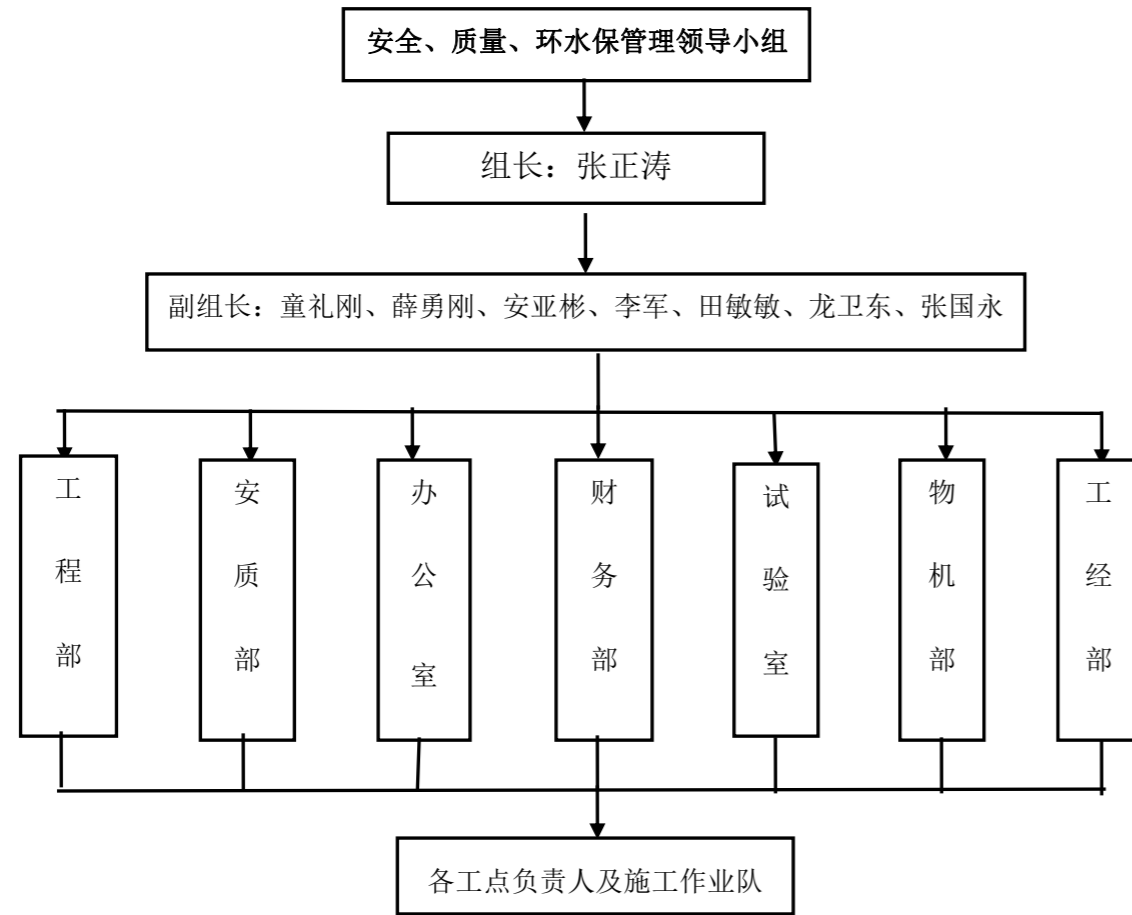 安全、质量、环水保管理领导小组
组长：张正涛
副组长：童礼刚、薛勇刚、安亚彬、李军、田敏敏、龙卫东、张国永
工程部
安质部
办公室
财务部
试验室
物机部
工经部
各工点负责人及施工作业队